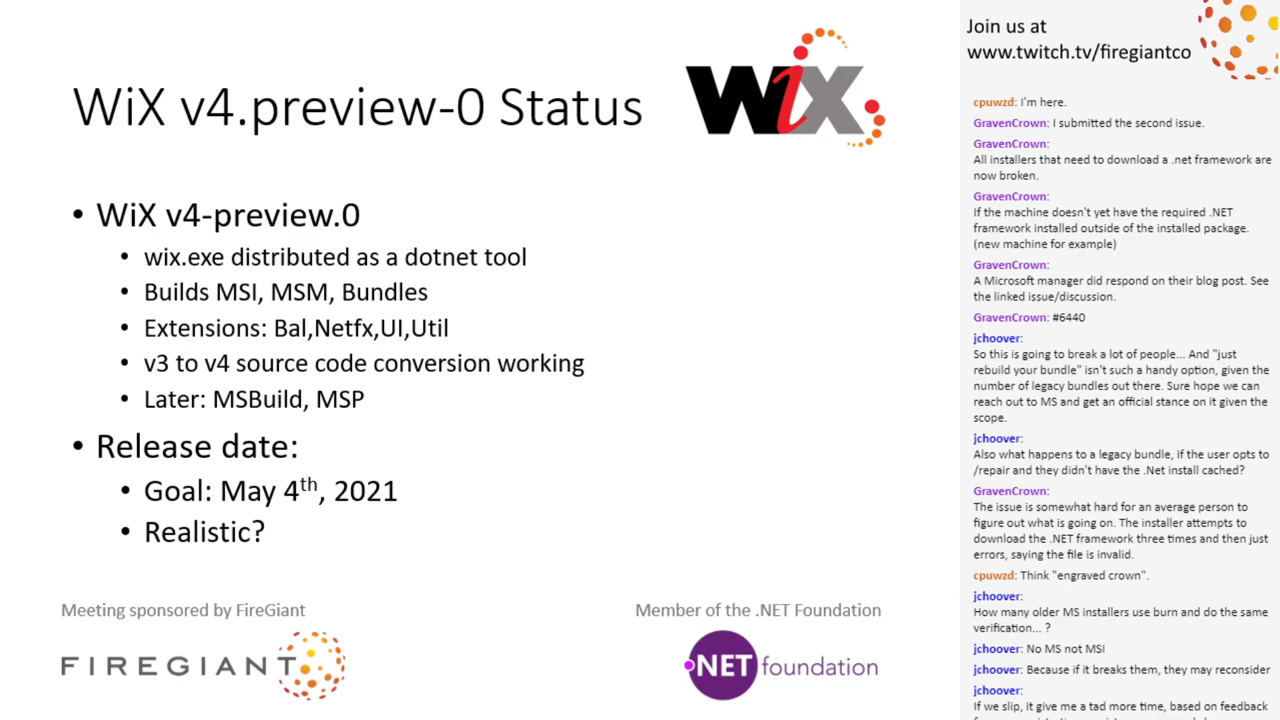 WiX v4.preview-0 Status
WiX
• WiX v4-preview.0
• wix.exe distributed as a dotnet tool
• Builds MSI, MSM, Bundles
• Extensions: Bal,Netfx,UI,Util
• v3 to v4 source code conversion working
• Later: MSBuild, MSP
• Release date:
• Goal: May 4th, 2021
• Realistic?
Meeting sponsored by FireGiant
FIREGIANT
Member of the .NET Foundation
.NET foundation
Join us at
www.twitch.tv/firegiantco
cpuwzd: I'm here.
GravenCrown: I submitted the second issue.
GravenCrown:
All installers that need to download a .net framework are
now broken.
GravenCrown:
If the machine doesn't yet have the required .NET
framework installed outside of the installed package.
(new machine for example)
GravenCrown:
A Microsoft manager did respond on their blog post. See
the linked issue/discussion.
GravenCrown: #6440
jchoover:
So this is going to break a lot of people... And "just
rebuild your bundle" isn't such a handy option, given the
number of legacy bundles out there. Sure hope we can
reach out to MS and get an official stance on it given the
scope.
jchoover:
Also what happens to a legacy bundle, if the user opts to
/repair and they didn't have the .Net install cached?
GravenCrown:
The issue is somewhat hard for an average person to
figure out what is going on. The installer attempts to
download the .NET framework three times and then just
errors, saying the file is invalid.
cpuwzd: Think "engraved crown".
jchoover:
How many older MS installers use burn and do the same
verification... ?
jchoover: No MS not MSI
jchoover: Because if it breaks them, they may reconsider
jchoover:
If we slip, it give me a tad more time, based on feedback